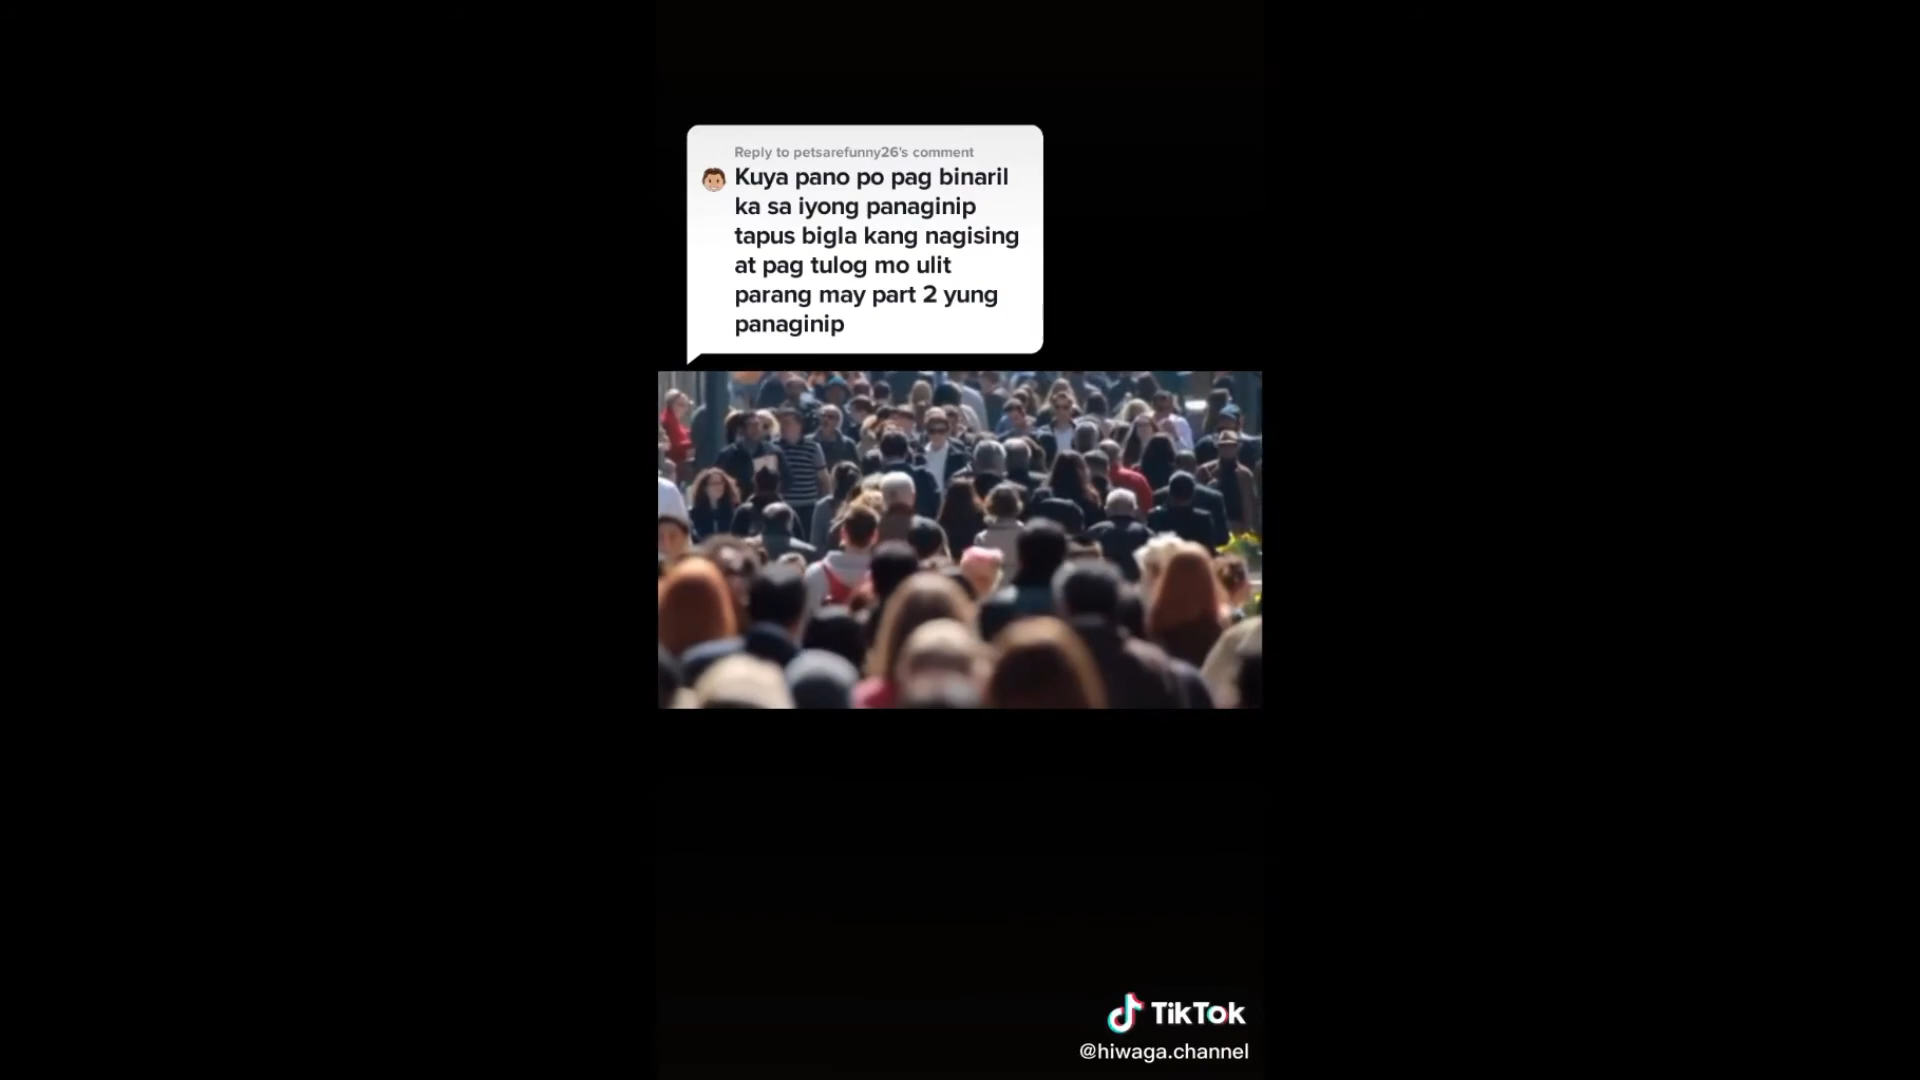 Reply to petsarefunny26's comment
Kuya pano po pag binaril
ka sa iyong panaginip
tapus bigla kang nagising
at pag tulog mo ulit
parang may part 2 yung
panaginip
TikTok
@hiwaga.channel